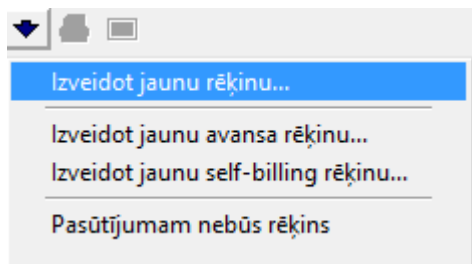 Izveidot jaunu rēķinu...
Izveidot jaunu avansa rēķinu...
Izveidot jaunu self-billing rēķinu...
Pasūtījumam nebūs rēķins